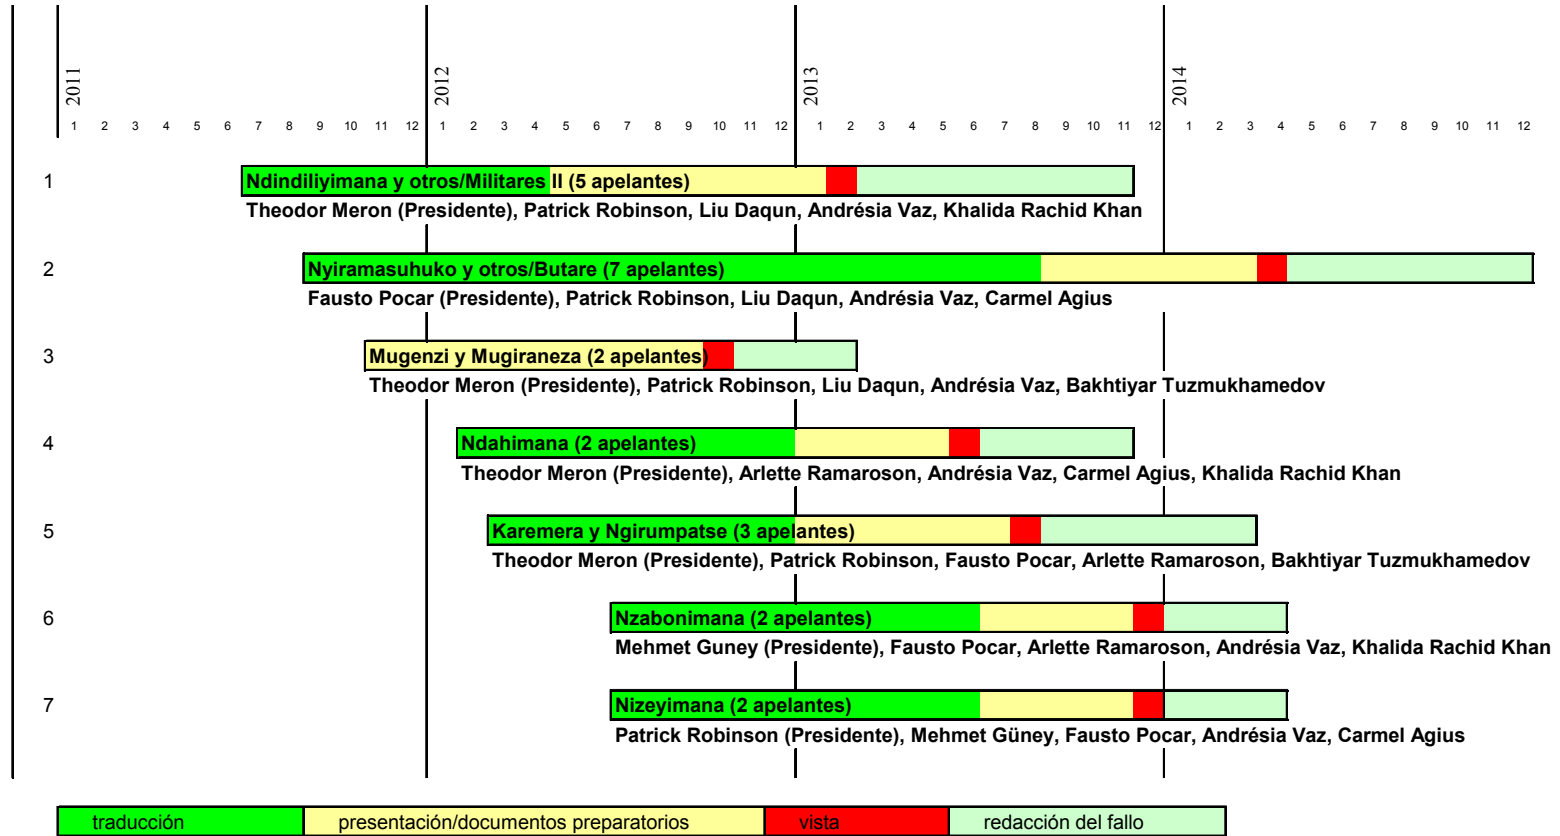 2011 2012 2013 2014
1 2 3 4 5 6 7 8 9 10 11 12 1 2 3 4 5 6 7 8 9 10 11 12 1 2 3 4 5 6 7 8 9 10 11 12 1 2 3 4 5 6 7 8 9 10 11 12
1 Ndindiliyimana y otros/Militares II (5 apelantes)
Theodor Meron (Presidente), Patrick Robinson, Liu Daqun, Andrésia Vaz, Khalida Rachid Khan
2 Nyiramasuhuko y otros/Butare (7 apelantes)
Fausto Pocar (Presidente), Patrick Robinson, Liu Daqun, Andrésia Vaz, Carmel Agius
3 Mugenzi y Mugiraneza (2 apelantes)
Theodor Meron (Presidente), Patrick Robinson, Liu Daqun, Andrésia Vaz, Bakhtiyar Tuzmukhamedov
4 Ndahimana (2 apelantes)
Theodor Meron (Presidente), Arlette Ramaroson, Andrésia Vaz, Carmel Agius, Khalida Rachid Khan
5 Karemera y Ngirumpatse (3 apelantes)
Theodor Meron (Presidente), Patrick Robinson, Fausto Pocar, Arlette Ramaroson, Bakhtiyar Tuzmukhamedov
6 Nzabonimana (2 apelantes)
Mehmet Guney (Presidente), Fausto Pocar, Arlette Ramaroson, Andrésia Vaz, Khalida Rachid Khan
7 Nizeyimana (2 apelantes)
Patrick Robinson (Presidente), Mehmet Güney, Fausto Pocar, Andrésia Vaz, Carmel Agius
traducción presentación/documentos preparatorios vista redacción del fallo